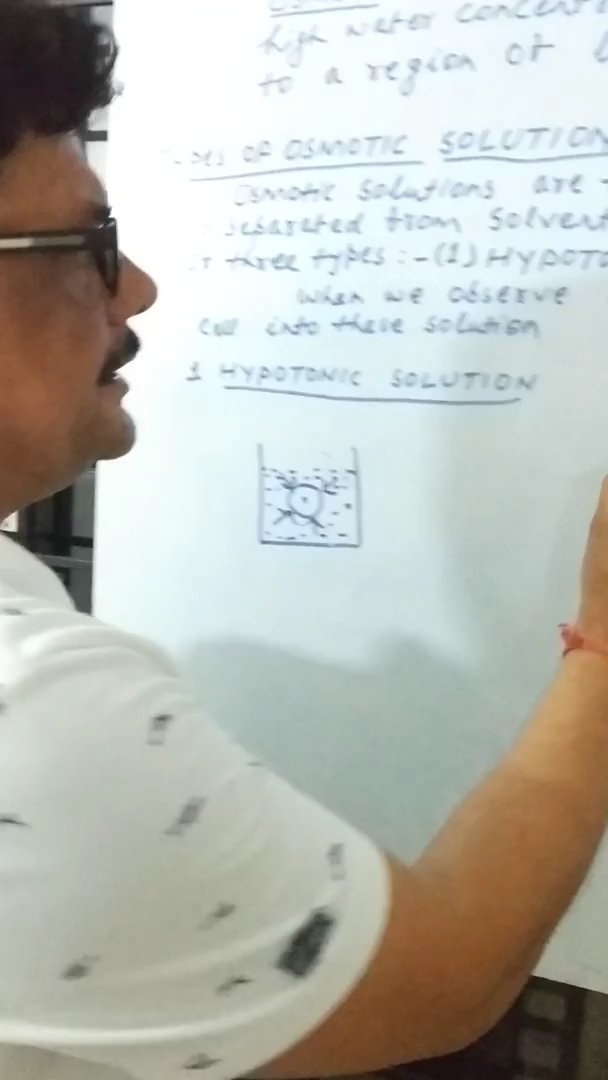 high water concent
to a region of
OF OSMOTIC SOLUTION
Osmotic solutions are
separated from solvent
three types :- (1) HYPOTO
when we observe
cell into these solution
1 HYPOTONIC SOLUTION